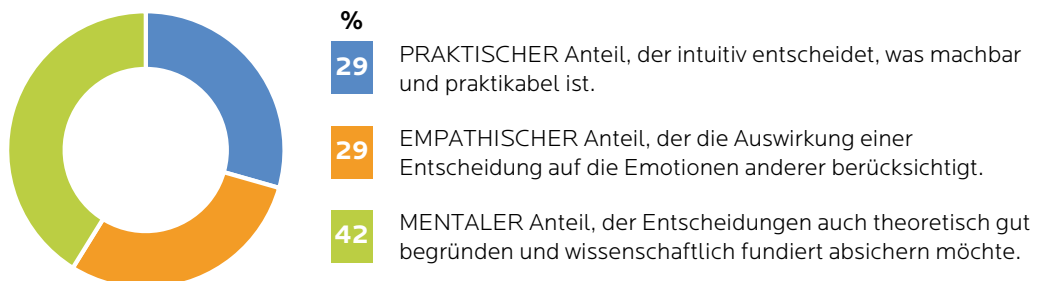 %
29
PRAKTISCHER Anteil, der intuitiv entscheidet, was machbar
und praktikabel ist.
29
EMPATHISCHER Anteil, der die Auswirkung einer
Entscheidung auf die Emotionen anderer berücksichtigt.
42
MENTALER Anteil, der Entscheidungen auch theoretisch gut
begründen und wissenschaftlich fundiert absichern möchte.